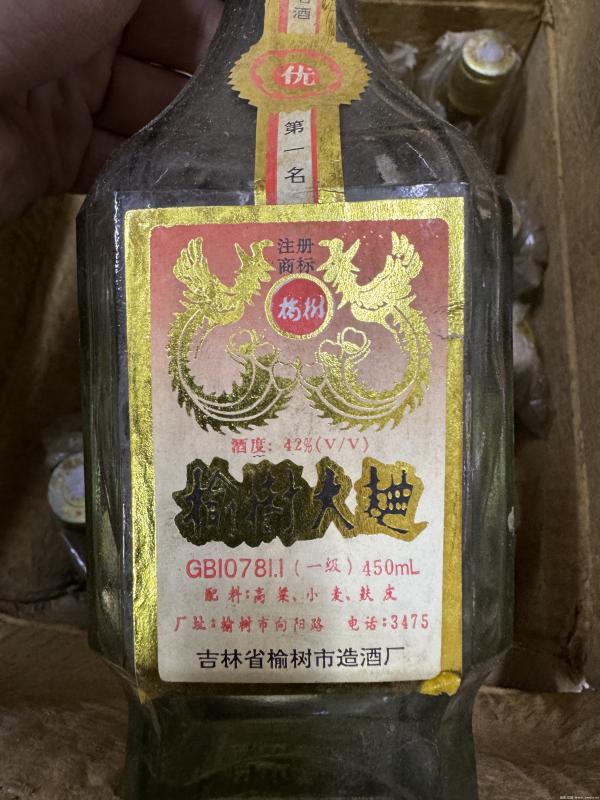 名
酒
优
第
一
名
注册
商标
榆树
酒度: 42%(V/V)
榆树大曲
GB10781.1(一级)450mL
配料:高粱、小麦、麸皮
厂址:榆树市向阳路 电话:3475
吉林省榆树市造酒厂